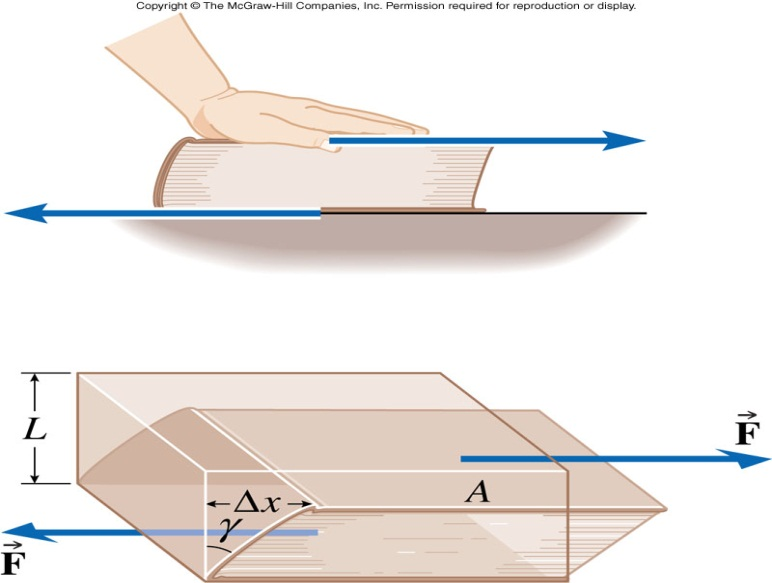 Copyright © The McGraw-Hill Companies, Inc. Permission required for reproduction or display.
L
F
A
Δx
γ
F